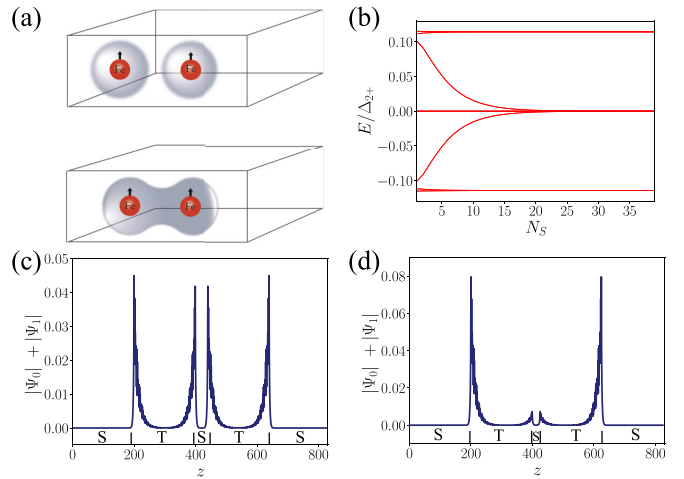 (a)
Fe Fe
Fe Fe
(b)
E/Δ₂₊
0.10
0.05
0.00
−0.05
−0.10
5 10 15 20 25 30 35
N_S
(c)
|Ψ₀| + |Ψ₁|
0.05
0.04
0.03
0.02
0.01
0.00
S T S T S
0 200 400 600 800
z
(d)
|Ψ₀| + |Ψ₁|
0.08
0.06
0.04
0.02
0.00
S T S T S
0 200 400 600 800
z